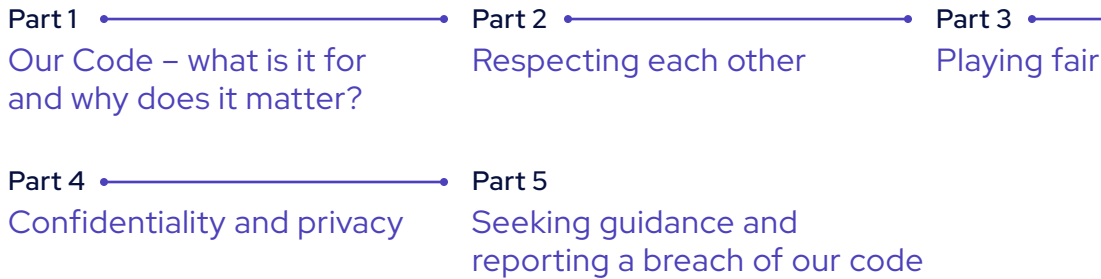 Part 1
Our Code – what is it for
and why does it matter?
Part 2
Respecting each other
Part 3
Playing fair
Part 4
Confidentiality and privacy
Part 5
Seeking guidance and
reporting a breach of our code